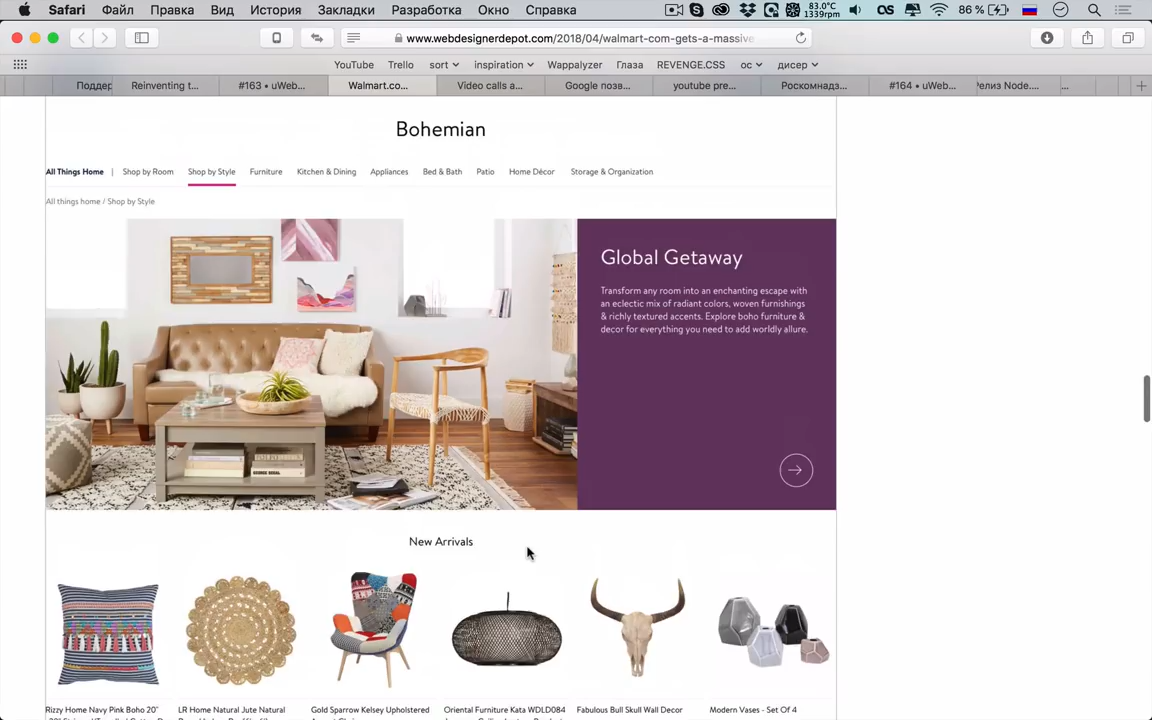 Safari Файл Правка Вид История Закладки Разработка Окно Справка 83.0°C 1339rpm OS 86 %
www.webdesignerdepot.com/2018/04/walmart-com-gets-a-massive
YouTube Trello sort inspiration Wappalyzer Глаза REVENGE.CSS ос дисер
Поддер Reinventing t... #163 • uWeb... Walmart.co... Video calls a... Google позв... youtube pre... Роскомнадз... #164 • uWeb... Релиз Node.... ...
Bohemian
All Things Home | Shop by Room Shop by Style Furniture Kitchen & Dining Appliances Bed & Bath Patio Home Décor Storage & Organization
All things home / Shop by Style
Global Getaway
Transform any room into an enchanting escape with
an eclectic mix of radiant colors, woven furnishings
& richly textured accents. Explore boho furniture &
decor for everything you need to add worldly allure.
New Arrivals
Rizzy Home Navy Pink Boho 20" LR Home Natural Jute Natural Gold Sparrow Kelsey Upholstered Oriental Furniture Kata WDLD084 Fabulous Bull Skull Wall Decor Modern Vases - Set Of 4